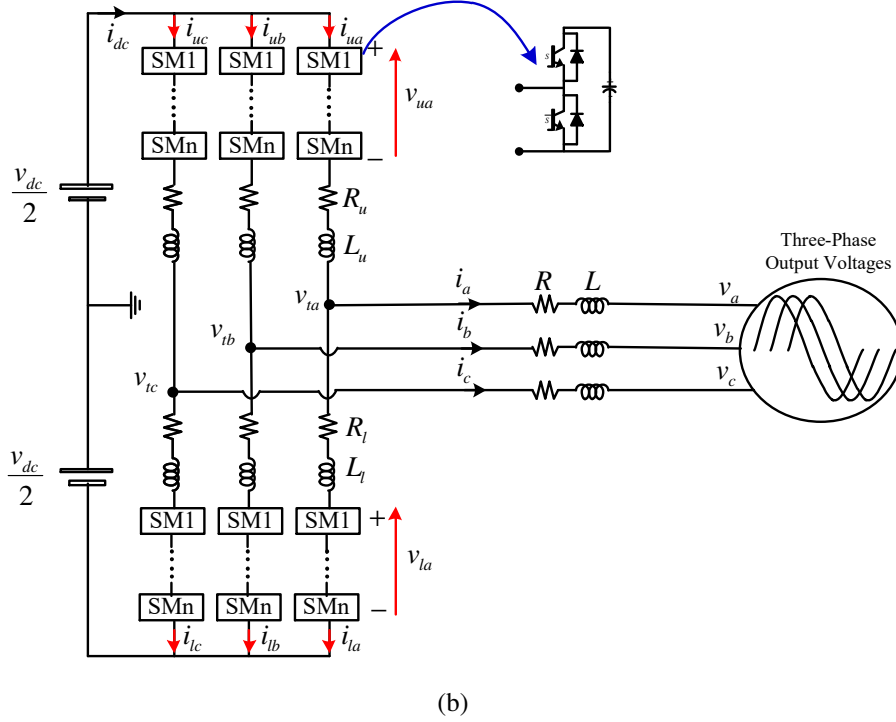 i_dc i_uc i_ub i_ua
SM1 SM1 SM1 +
v_ua
SMn SMn SMn −
s
s̄
v_dc/2
R_u
L_u
Three-Phase
Output Voltages
v_ta i_a R L v_a
v_tb i_b v_b
v_tc i_c v_c
R_l
v_dc/2
L_l
SM1 SM1 SM1 +
v_la
SMn SMn SMn −
i_lc i_lb i_la
(b)